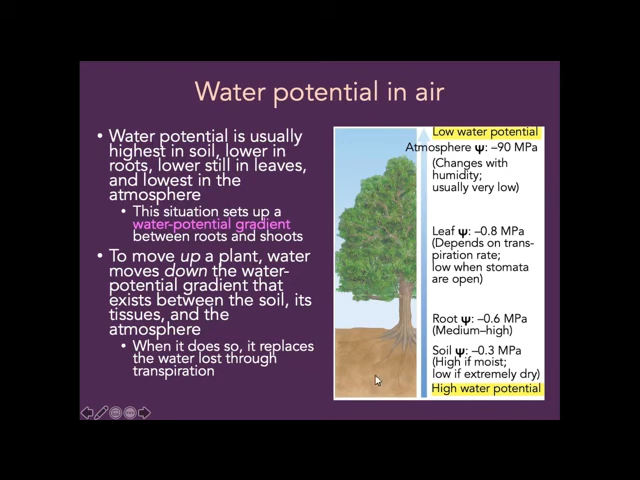 Water potential in air
• Water potential is usually
highest in soil, lower in
roots, lower still in leaves,
and lowest in the
atmosphere
• This situation sets up a
water-potential gradient
between roots and shoots
• To move up a plant, water
moves down the water-
potential gradient that
exists between the soil, its
tissues, and the
atmosphere
• When it does so, it replaces
the water lost through
transpiration
Low water potential
Atmosphere ψ: –90 MPa
(Changes with
humidity;
usually very low)
Leaf ψ: –0.8 MPa
(Depends on trans-
piration rate;
low when stomata
are open)
Root ψ: –0.6 MPa
(Medium–high)
Soil ψ: –0.3 MPa
(High if moist;
low if extremely dry)
High water potential